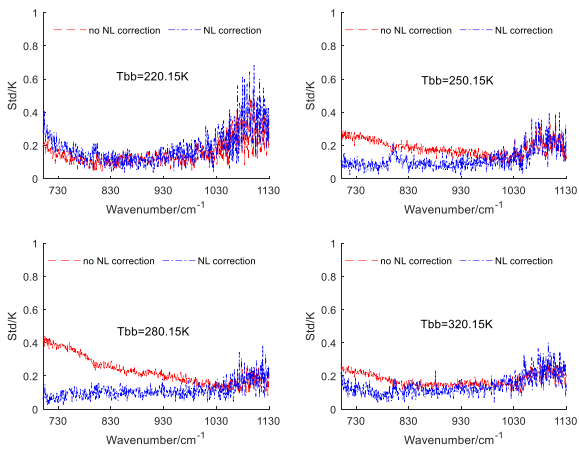 1
0.8
0.6
0.4
0.2
0
Std/K
no NL correction NL correction
Tbb=220.15K
730 830 930 1030 1130
Wavenumber/cm-1
1
0.8
0.6
0.4
0.2
0
Std/K
no NL correction NL correction
Tbb=250.15K
730 830 930 1030 1130
Wavenumber/cm-1
1
0.8
0.6
0.4
0.2
0
Std/K
no NL correction NL correction
Tbb=280.15K
730 830 930 1030 1130
Wavenumber/cm-1
1
0.8
0.6
0.4
0.2
0
Std/K
no NL correction NL correction
Tbb=320.15K
730 830 930 1030 1130
Wavenumber/cm-1